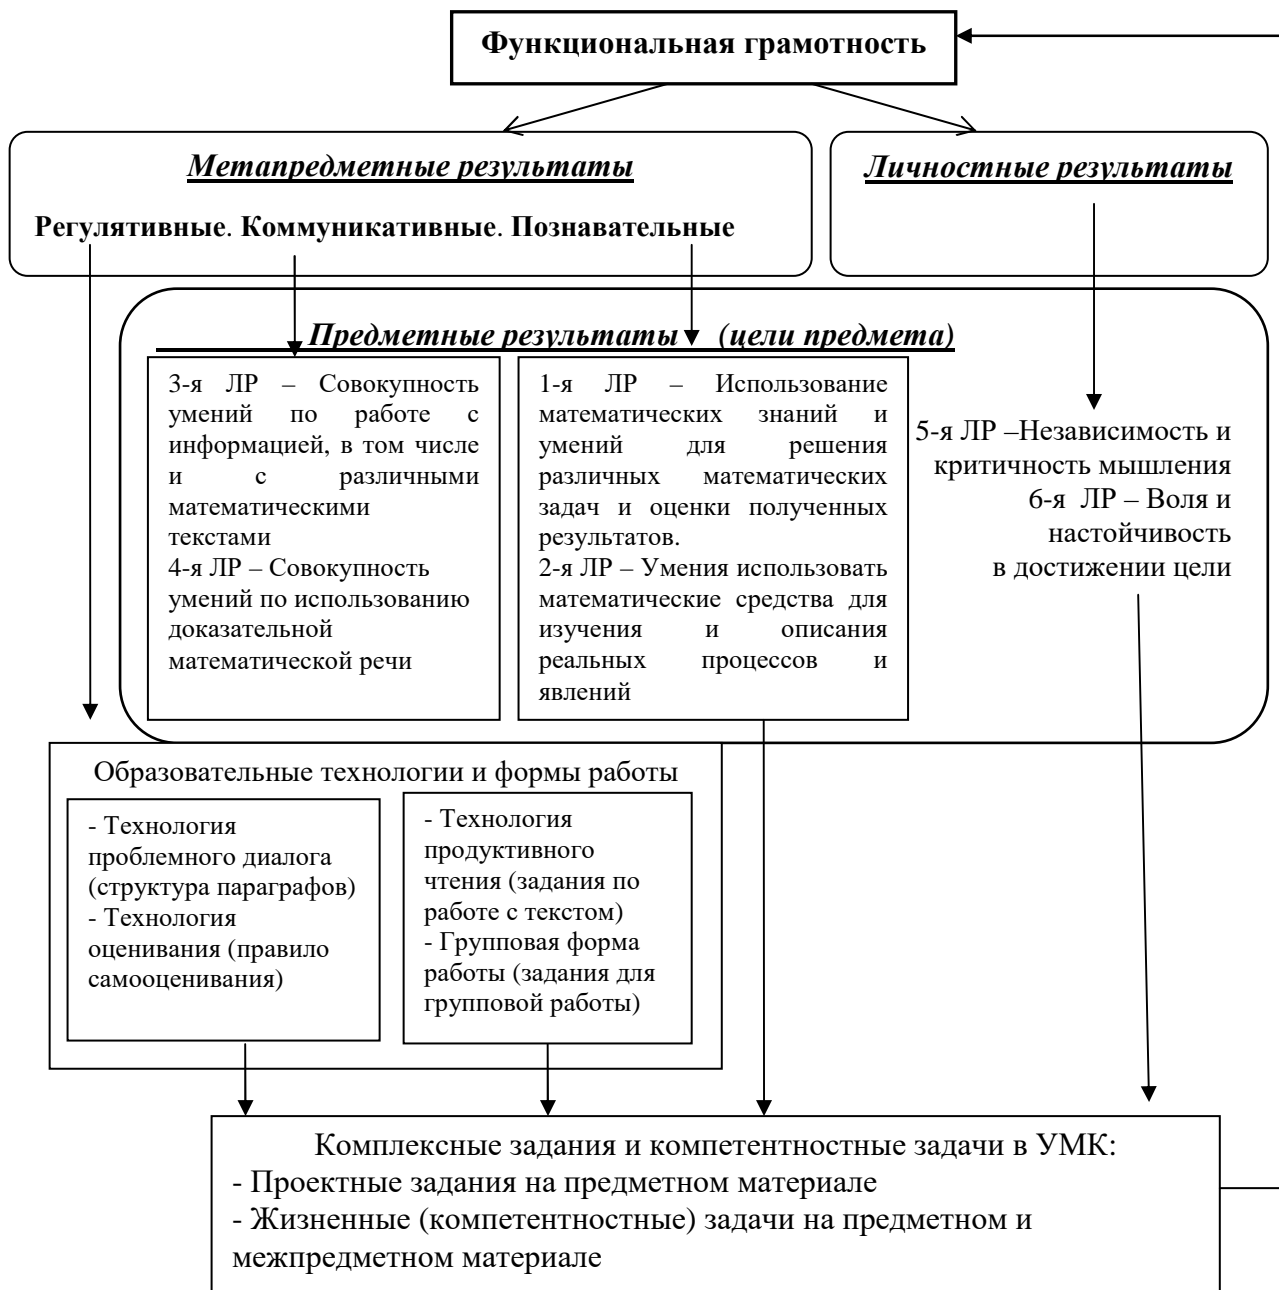 Функциональная грамотность
Метапредметные результаты
Регулятивные. Коммуникативные. Познавательные
Личностные результаты
Предметные результаты (цели предмета)
3-я ЛР – Совокупность
умений по работе с
информацией, в том числе
и с различными
математическими
текстами
4-я ЛР – Совокупность
умений по использованию
доказательной
математической речи
1-я ЛР – Использование
математических знаний и
умений для решения
различных математических
задач и оценки полученных
результатов.
2-я ЛР – Умения использовать
математические средства для
изучения и описания
реальных процессов и
явлений
5-я ЛР –Независимость и
критичность мышления
6-я ЛР – Воля и
настойчивость
в достижении цели
Образовательные технологии и формы работы
- Технология
проблемного диалога
(структура параграфов)
- Технология
оценивания (правило
самооценивания)
- Технология
продуктивного
чтения (задания по
работе с текстом)
- Групповая форма
работы (задания для
групповой работы)
Комплексные задания и компетентностные задачи в УМК:
- Проектные задания на предметном материале
- Жизненные (компетентностные) задачи на предметном и
межпредметном материале